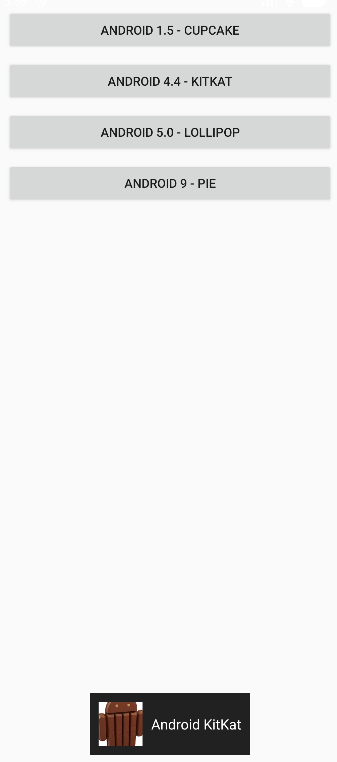 ANDROID 1.5 - CUPCAKE
ANDROID 4.4 - KITKAT
ANDROID 5.0 - LOLLIPOP
ANDROID 9 - PIE
Android KitKat